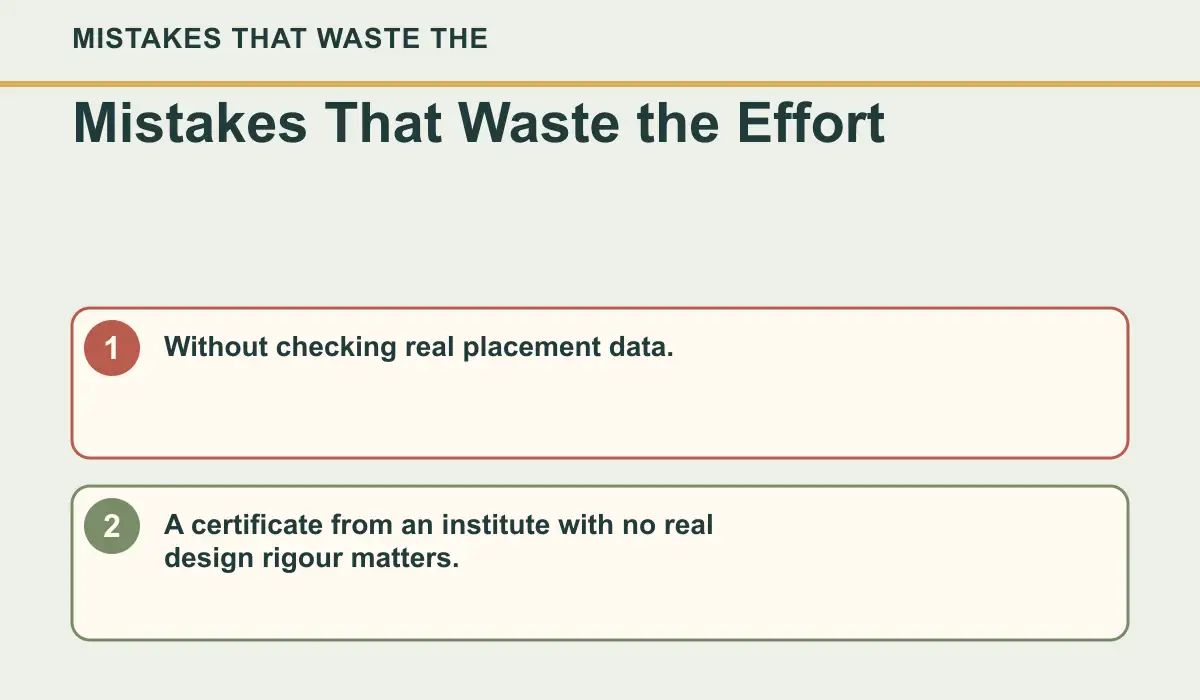 MISTAKES THAT WASTE THE
Mistakes That Waste the Effort
1
Without checking real placement data.
2
A certificate from an institute with no real
design rigour matters.